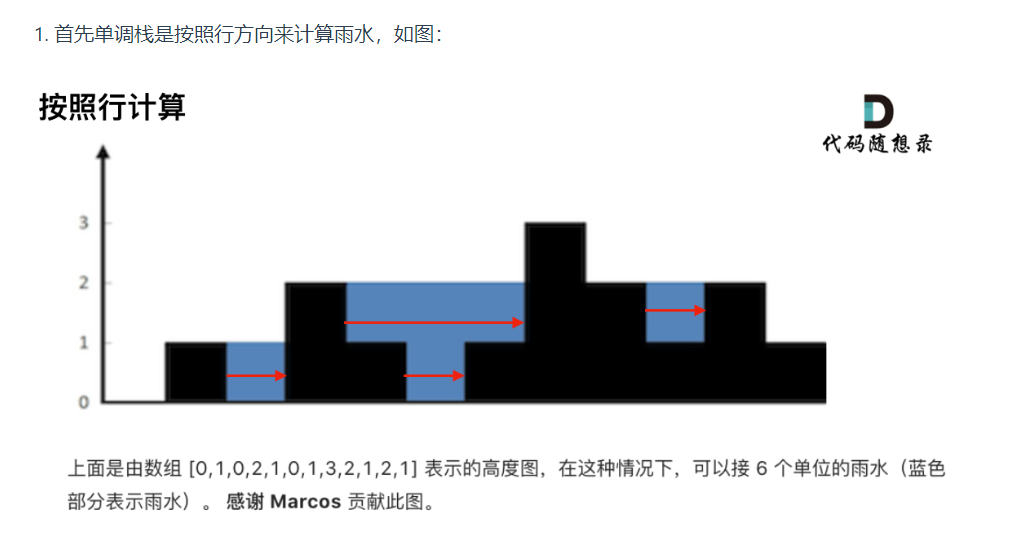 1. 首先单调栈是按照行方向来计算雨水，如图：
按照行计算
代码随想录
3
2
1
0
上面是由数组 [0,1,0,2,1,0,1,3,2,1,2,1] 表示的高度图，在这种情况下，可以接 6 个单位的雨水（蓝色
部分表示雨水）。 感谢 Marcos 贡献此图。